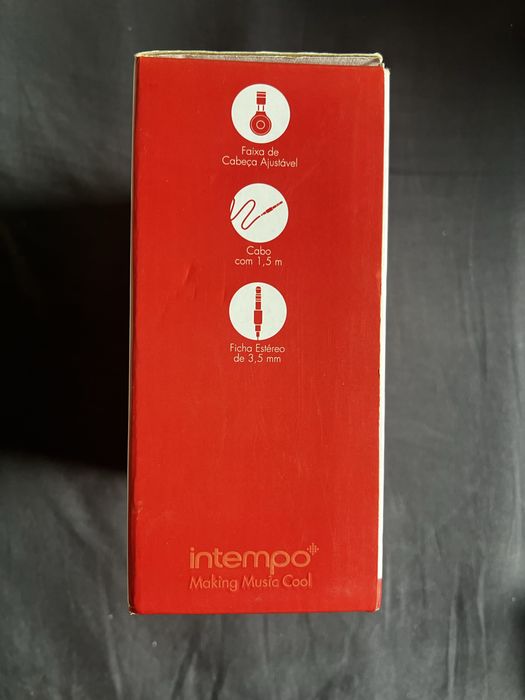 Faixa de
Cabeça Ajustável
Cabo
com 1,5 m
Ficha Estéreo
de 3,5 mm
intempo
Making Music Cool